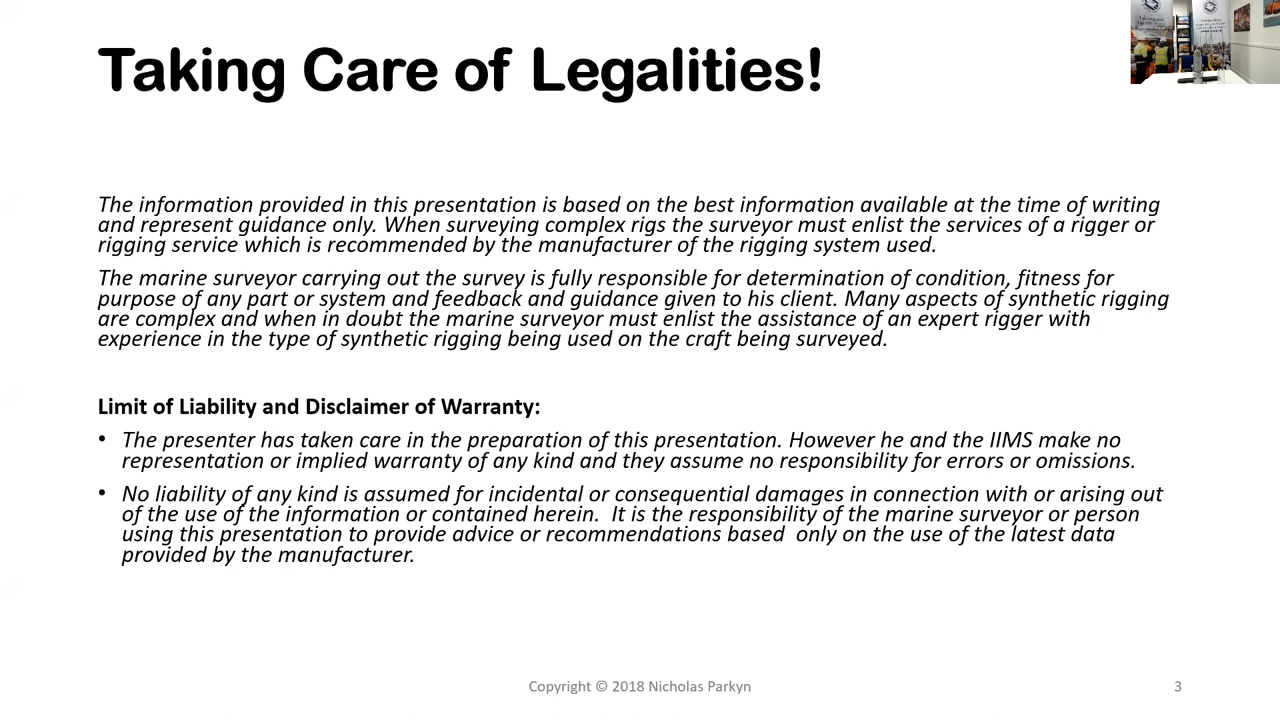 Taking Care of Legalities!
The information provided in this presentation is based on the best information available at the time of writing
and represent guidance only. When surveying complex rigs the surveyor must enlist the services of a rigger or
rigging service which is recommended by the manufacturer of the rigging system used.
The marine surveyor carrying out the survey is fully responsible for determination of condition, fitness for
purpose of any part or system and feedback and guidance given to his client. Many aspects of synthetic rigging
are complex and when in doubt the marine surveyor must enlist the assistance of an expert rigger with
experience in the type of synthetic rigging being used on the craft being surveyed.
Limit of Liability and Disclaimer of Warranty:
• The presenter has taken care in the preparation of this presentation. However he and the IIMS make no
representation or implied warranty of any kind and they assume no responsibility for errors or omissions.
• No liability of any kind is assumed for incidental or consequential damages in connection with or arising out
of the use of the information or contained herein.  It is the responsibility of the marine surveyor or person
using this presentation to provide advice or recommendations based  only on the use of the latest data
provided by the manufacturer.
Copyright © 2018 Nicholas Parkyn
3